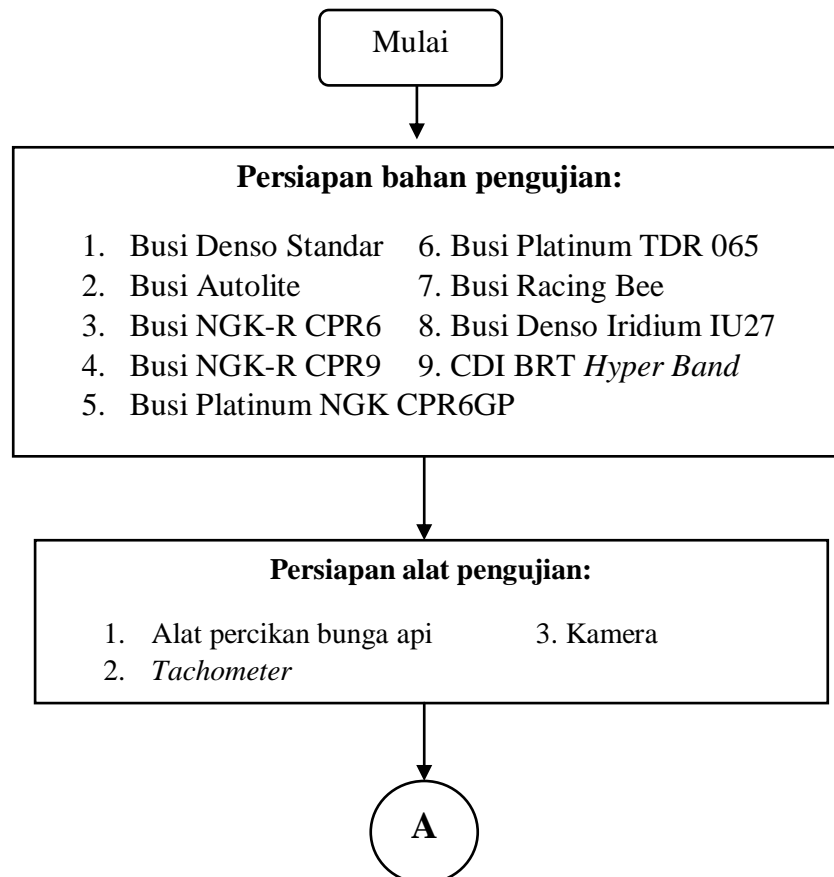 Mulai
Persiapan bahan pengujian:
1. Busi Denso Standar 6. Busi Platinum TDR 065
2. Busi Autolite 7. Busi Racing Bee
3. Busi NGK-R CPR6 8. Busi Denso Iridium IU27
4. Busi NGK-R CPR9 9. CDI BRT Hyper Band
5. Busi Platinum NGK CPR6GP
Persiapan alat pengujian:
1. Alat percikan bunga api 3. Kamera
2. Tachometer
A